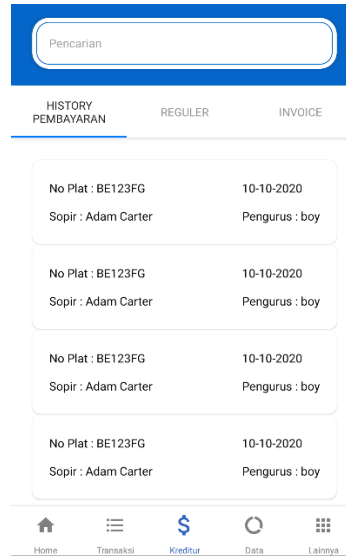 Pencarian
HISTORY
PEMBAYARAN
REGULER
INVOICE
No Plat : BE123FG
10-10-2020
Sopir : Adam Carter
Pengurus : boy
No Plat : BE123FG
10-10-2020
Sopir : Adam Carter
Pengurus : boy
No Plat : BE123FG
10-10-2020
Sopir : Adam Carter
Pengurus : boy
No Plat : BE123FG
10-10-2020
Sopir : Adam Carter
Pengurus : boy
Home
Transaksi
Kreditur
Data
Lainnya